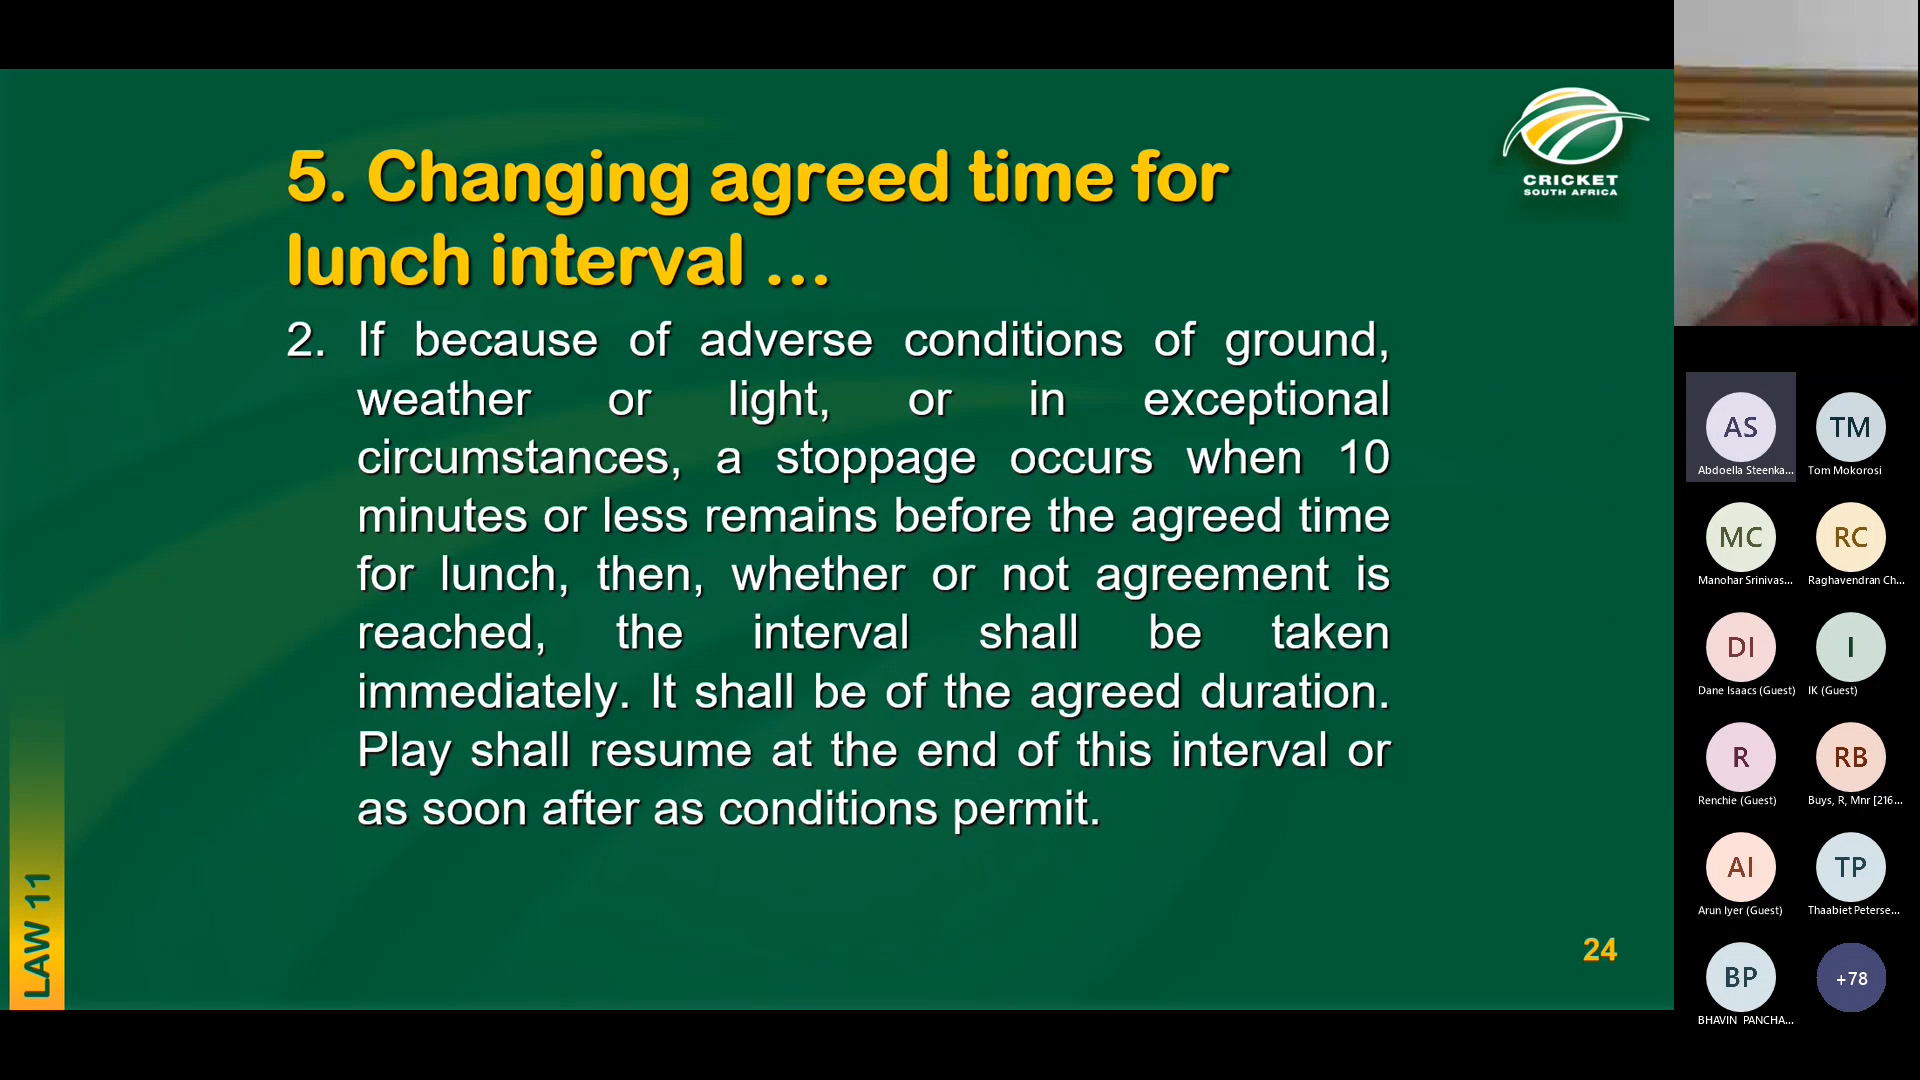 5. Changing agreed time for
lunch interval ...
CRICKET
SOUTH AFRICA
2. If because of adverse conditions of ground,
weather or light, or in exceptional
circumstances, a stoppage occurs when 10
minutes or less remains before the agreed time
for lunch, then, whether or not agreement is
reached, the interval shall be taken
immediately. It shall be of the agreed duration.
Play shall resume at the end of this interval or
as soon after as conditions permit.
LAW 11
24
AS TM
Abdoella Steenka... Tom Mokorosi
MC RC
Manohar Srinivas... Raghavendran Ch...
DI I
Dane Isaacs (Guest) IK (Guest)
R RB
Renchie (Guest) Buys, R, Mnr [216...
AI TP
Arun Iyer (Guest) Thaabiet Peterse...
BP +78
BHAVIN PANCHA...